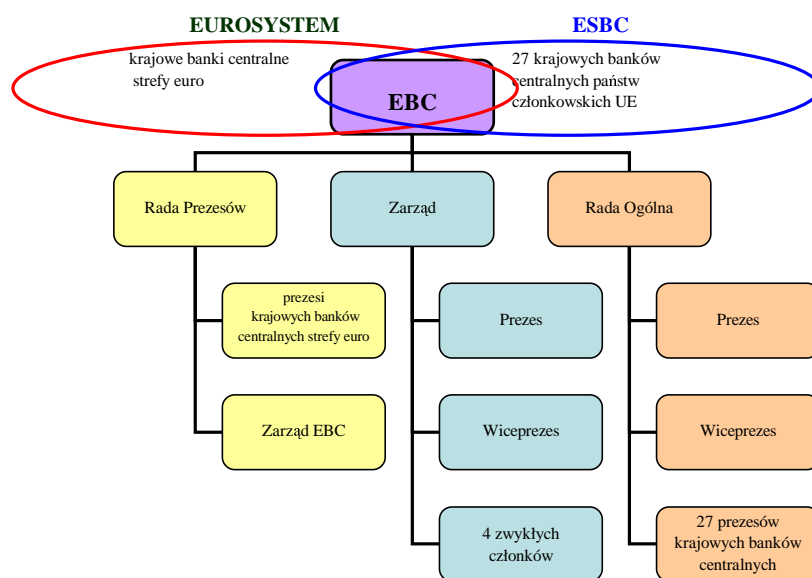 EUROSYSTEM
ESBC
krajowe banki centralne
strefy euro
27 krajowych banków
centralnych państw
członkowskich UE
EBC
Rada Prezesów
Zarząd
Rada Ogólna
prezesi
krajowych banków
centralnych strefy euro
Prezes
Prezes
Zarząd EBC
Wiceprezes
Wiceprezes
4 zwykłych
członków
27 prezesów
krajowych banków
centralnych